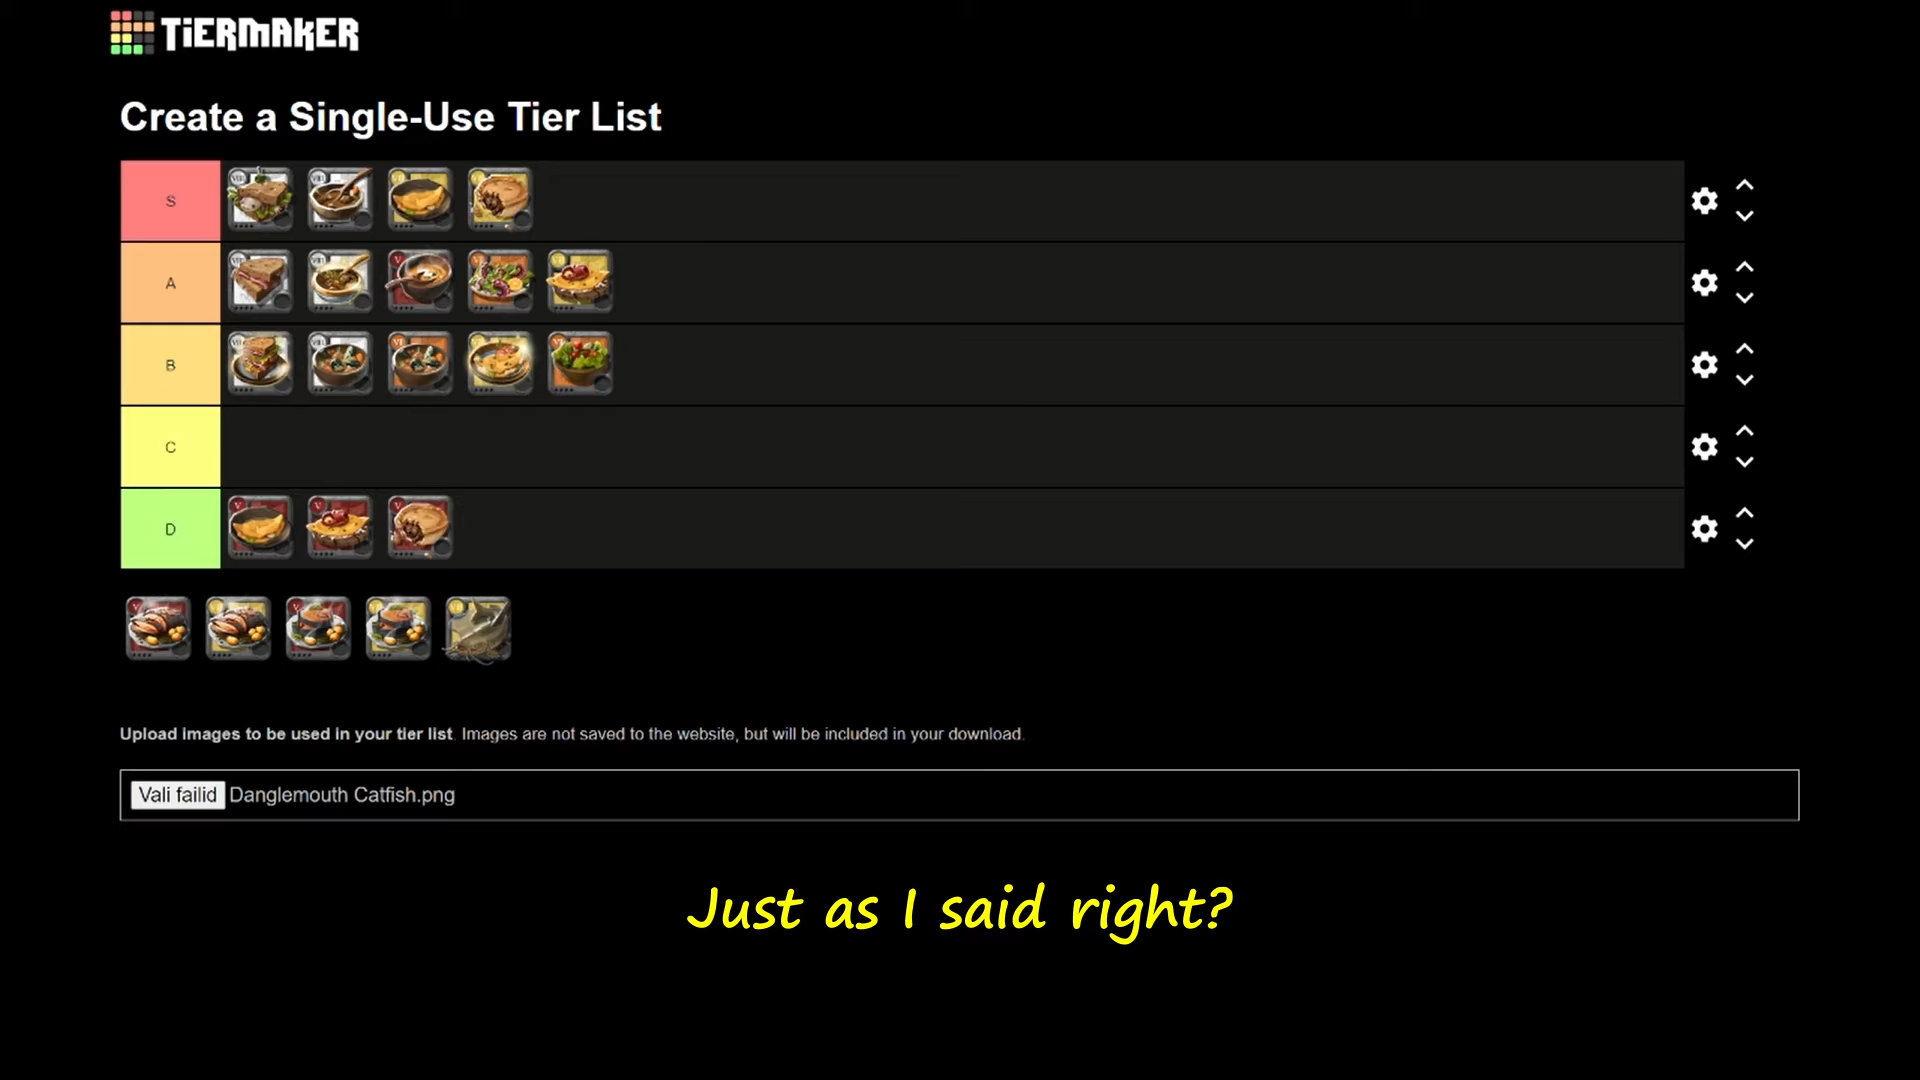 TiERMAKER
Create a Single-Use Tier List
S
A
B
C
D
Upload images to be used in your tier list. Images are not saved to the website, but will be included in your download.
Vali failid Danglemouth Catfish.png
Just as I said right?